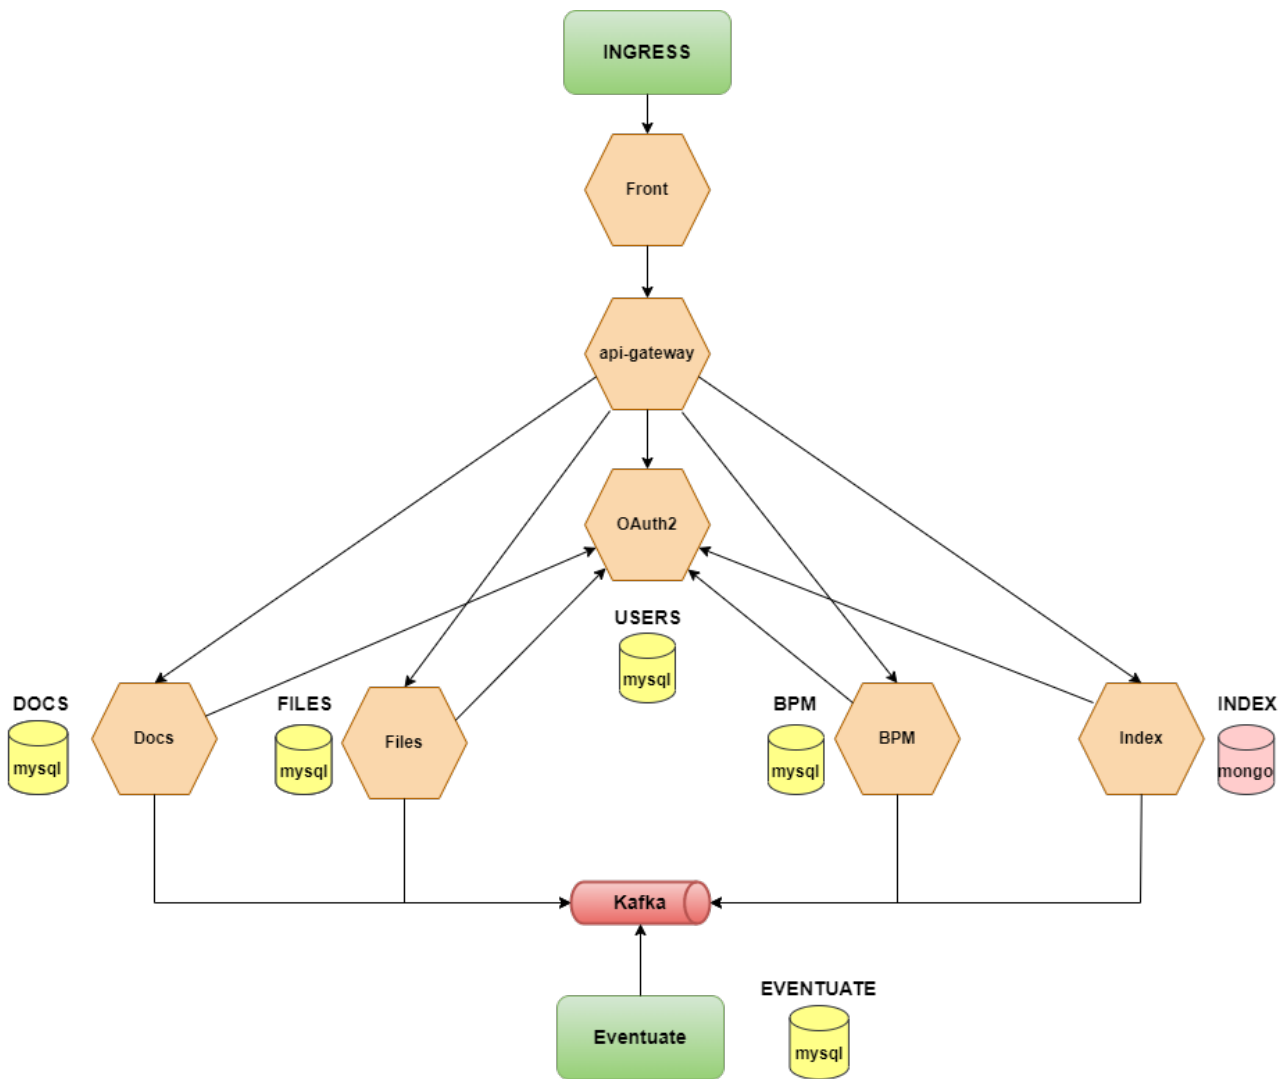 INGRESS
Front
api-gateway
OAuth2
USERS
mysql
DOCS
mysql
Docs
FILES
mysql
Files
BPM
mysql
BPM
Index
INDEX
mongo
Kafka
Eventuate
EVENTUATE
mysql